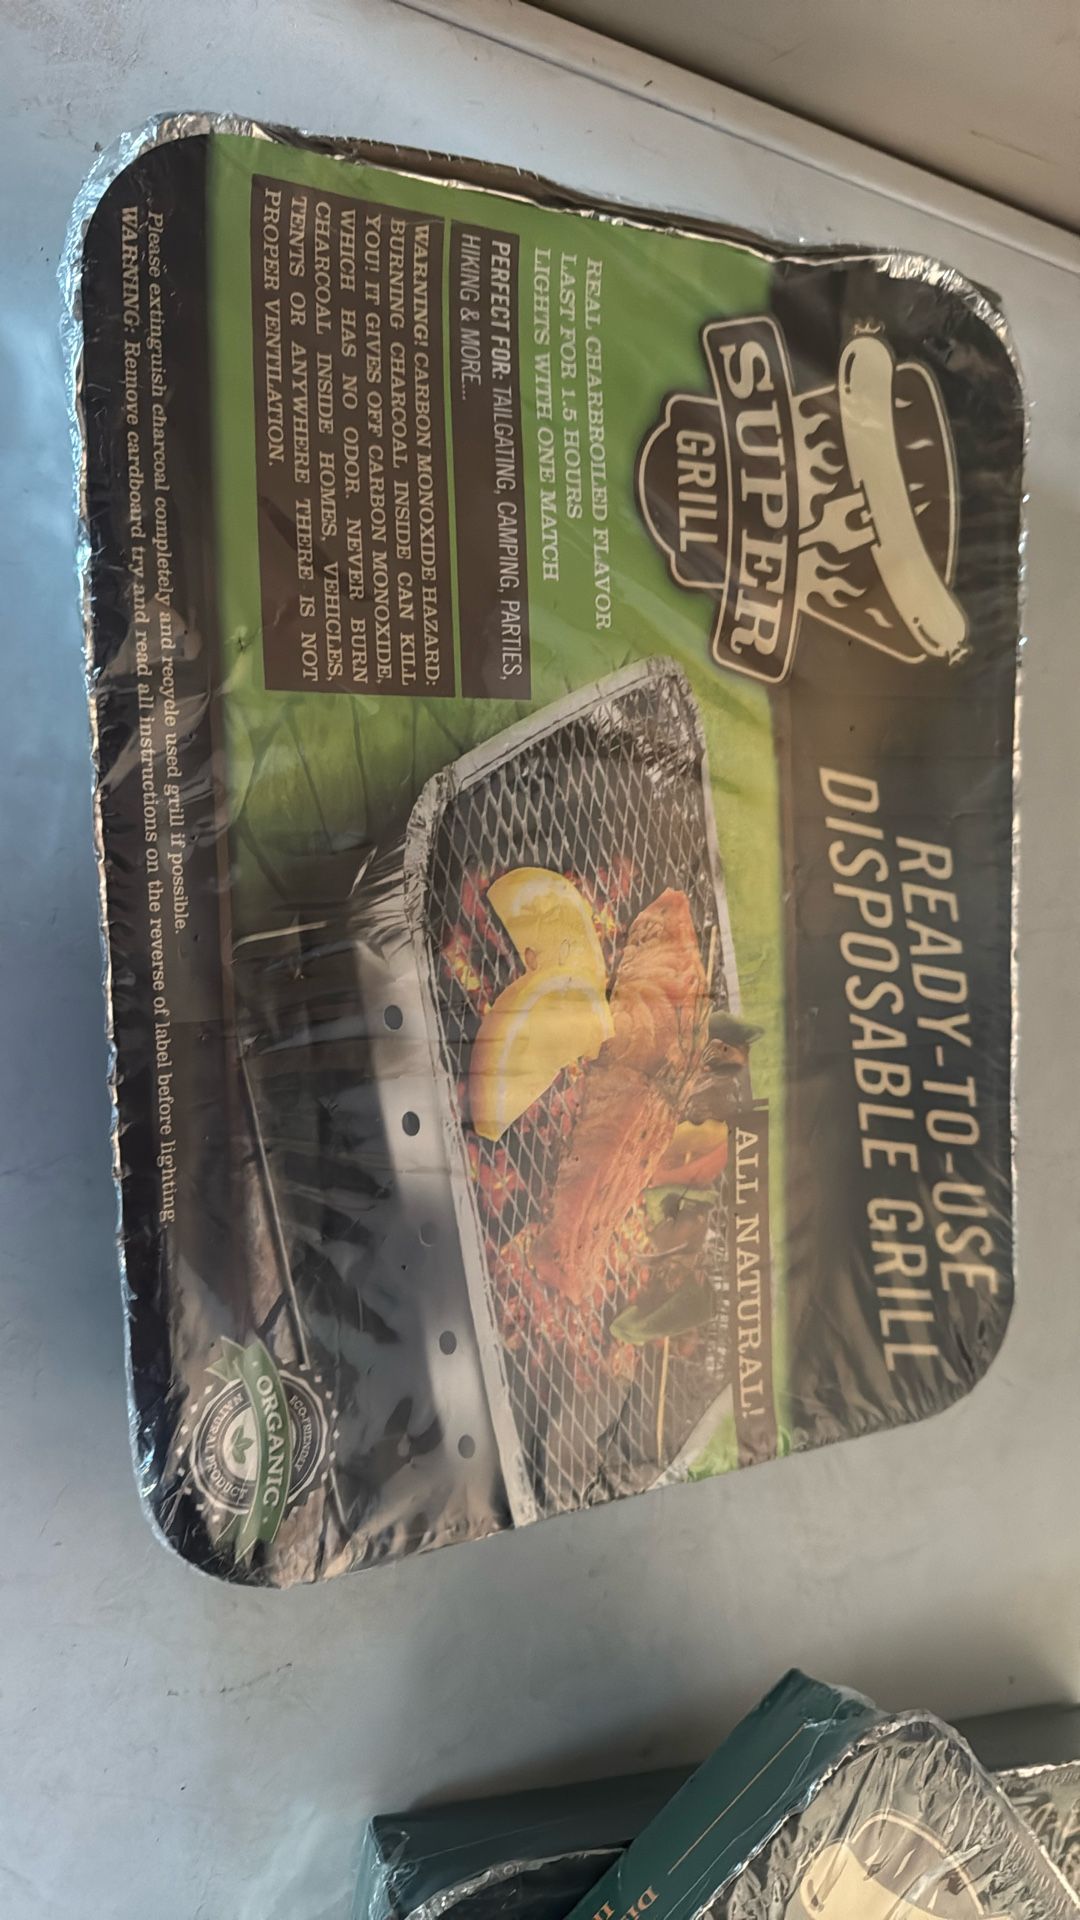 SUPER
GRILL
READY-TO-USE
DISPOSABLE GRILL
REAL CHARBROILED FLAVOR
LAST FOR 1.5 HOURS
LIGHTS WITH ONE MATCH
ALL NATURAL!
PERFECT FOR: TAILGATING, CAMPING, PARTIES,
HIKING & MORE...
WARNING! CARBON MONOXIDE HAZARD:
BURNING CHARCOAL INSIDE CAN KILL
YOU! IT GIVES OFF CARBON MONOXIDE,
WHICH HAS NO ODOR. NEVER BURN
CHARCOAL INSIDE HOMES, VEHICLES,
TENTS OR ANYWHERE THERE IS NOT
PROPER VENTILATION.
ECO-FRIENDLY
ORGANIC
NATURAL PRODUCT
Please extinguish charcoal completely and recycle used grill if possible.
WARNING: Remove cardboard try and read all instructions on the reverse of label before lighting.